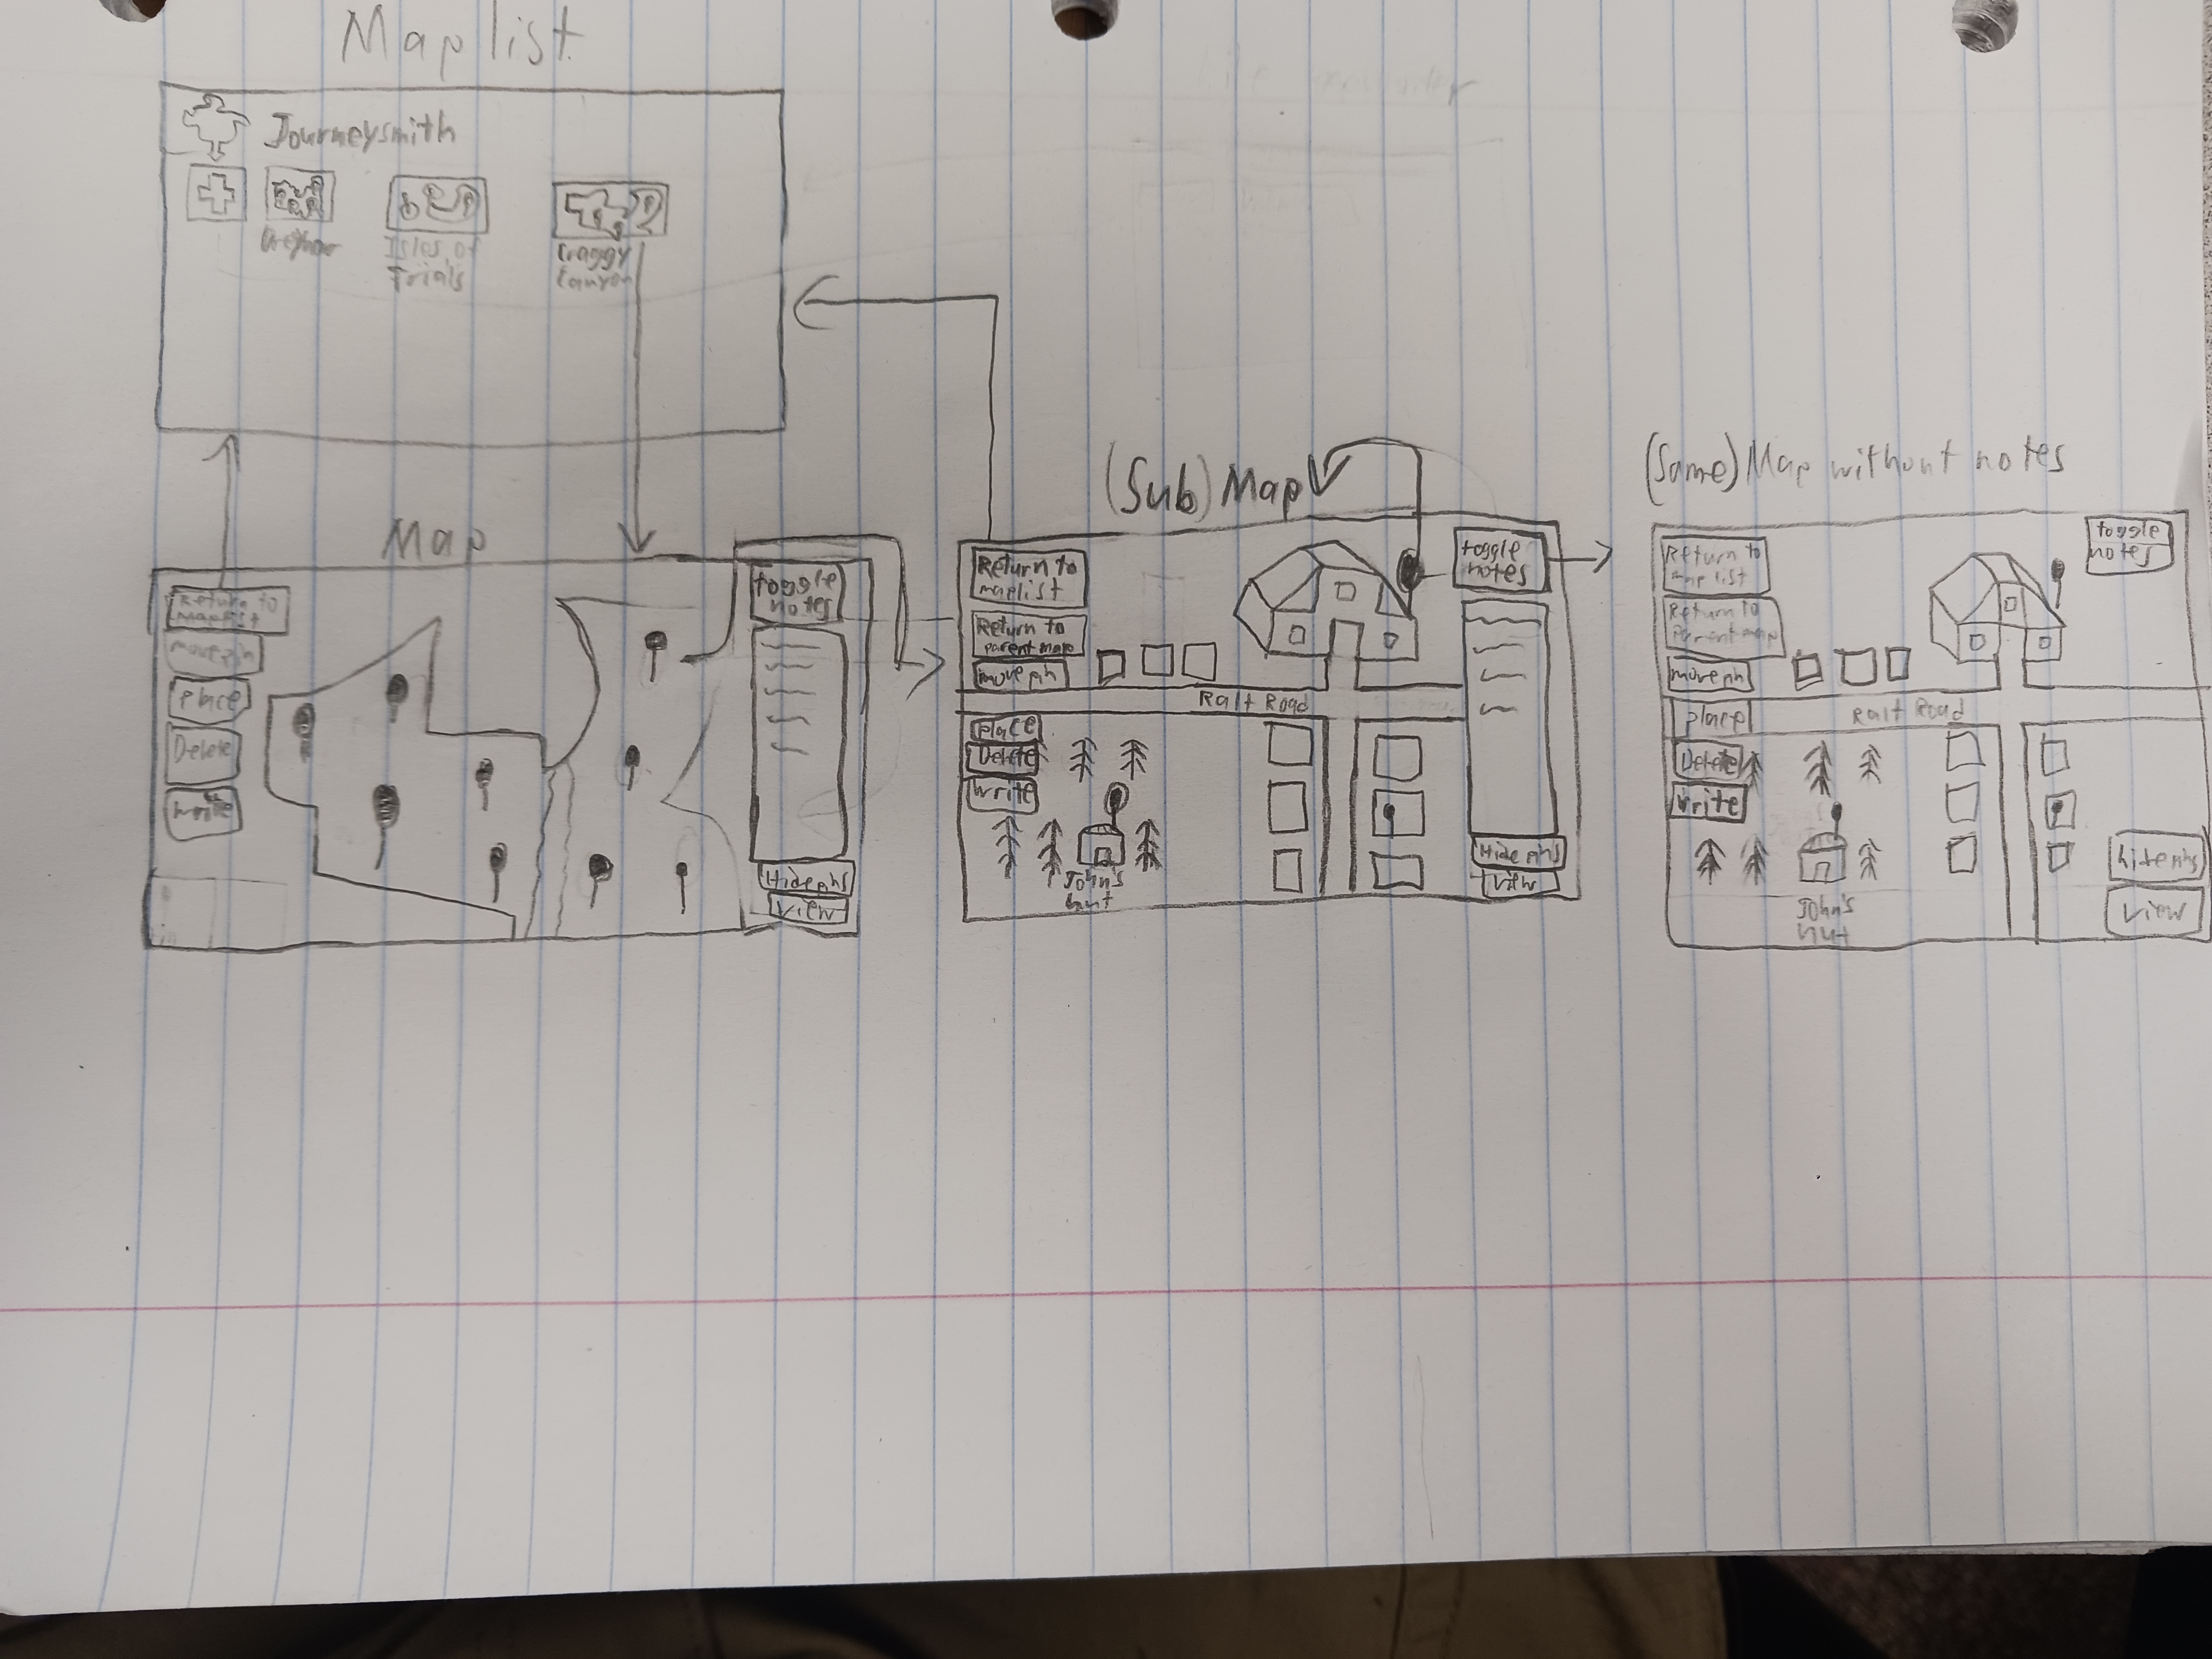 Map list
Journeysmith
Isles of
Trials
Craggy
Canyon
Map
Return to
maplist
move pin
Place
Delete
write
toggle
notes
Hide pins
view
(Sub) Map
Return to
maplist
Return to
parent map
move pin
Ralt Road
place
Delete
write
John's
hut
toggle
notes
Hide pins
view
(Same) Map without notes
Return to
map list
Return to
Parent map
move pin
place
Ralt Road
Delete
write
John's
hut
toggle
notes
hide pins
view